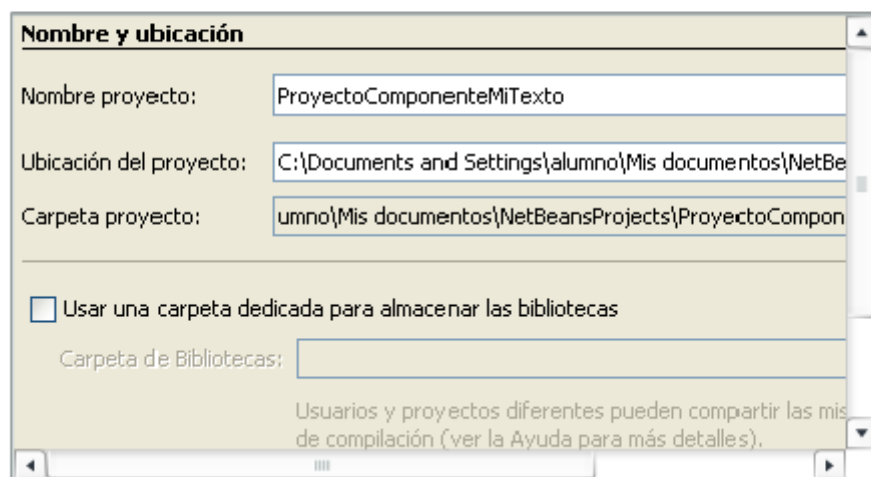 Nombre y ubicación
Nombre proyecto: ProyectoComponenteMiTexto
Ubicación del proyecto: C:\Documents and Settings\alumno\Mis documentos\NetBe
Carpeta proyecto: umno\Mis documentos\NetBeansProjects\ProyectoCompon
Usar una carpeta dedicada para almacenar las bibliotecas
Carpeta de Bibliotecas:
Usuarios y proyectos diferentes pueden compartir las mis
de compilación (ver la Ayuda para más detalles).